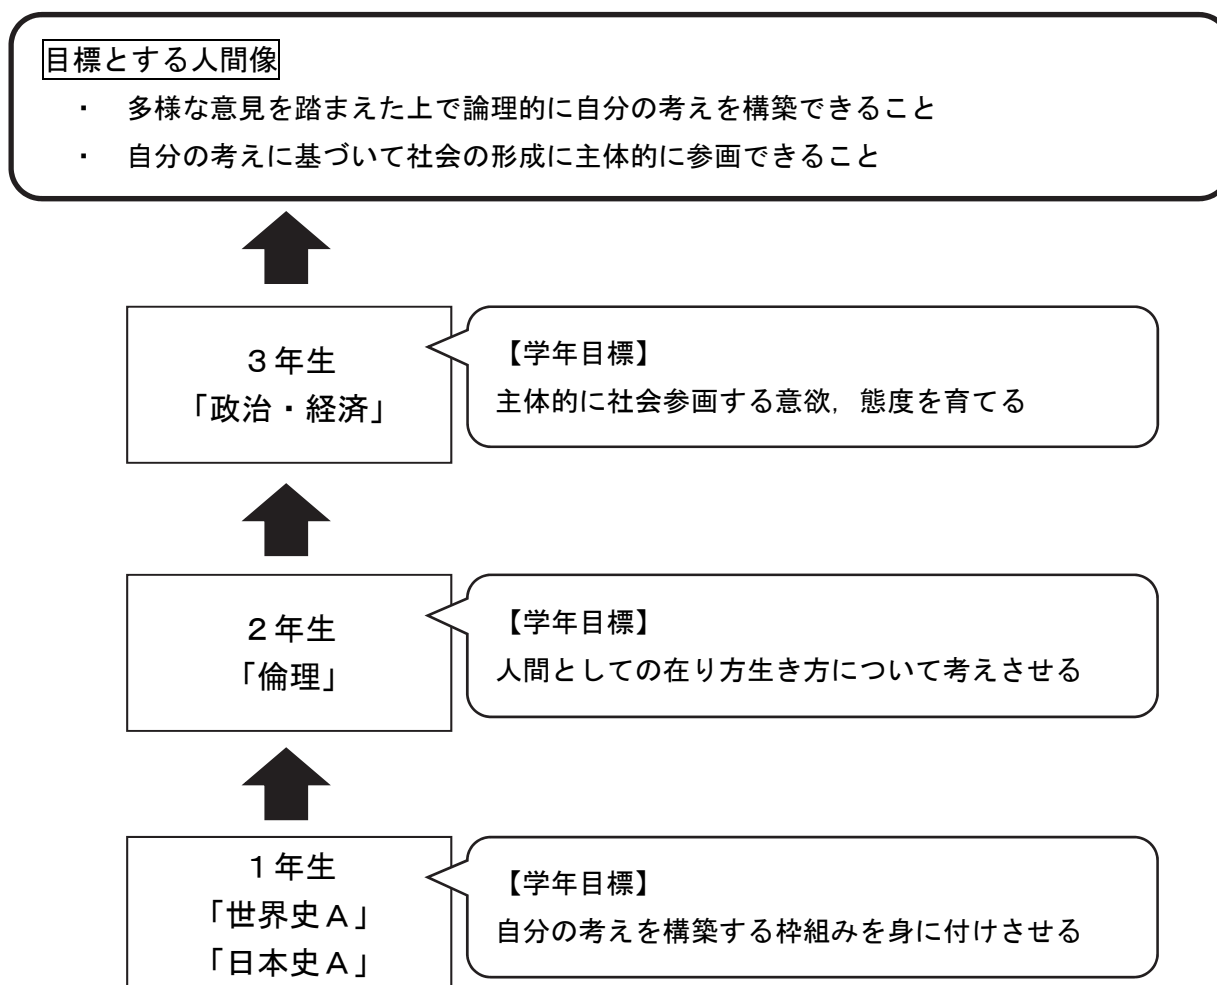 目標とする人間像
・ 多様な意見を踏まえた上で論理的に自分の考えを構築できること
・ 自分の考えに基づいて社会の形成に主体的に参画できること
３年生
「政治・経済」
【学年目標】
主体的に社会参画する意欲，態度を育てる
２年生
「倫理」
【学年目標】
人間としての在り方生き方について考えさせる
１年生
「世界史Ａ」
「日本史Ａ」
【学年目標】
自分の考えを構築する枠組みを身に付けさせる